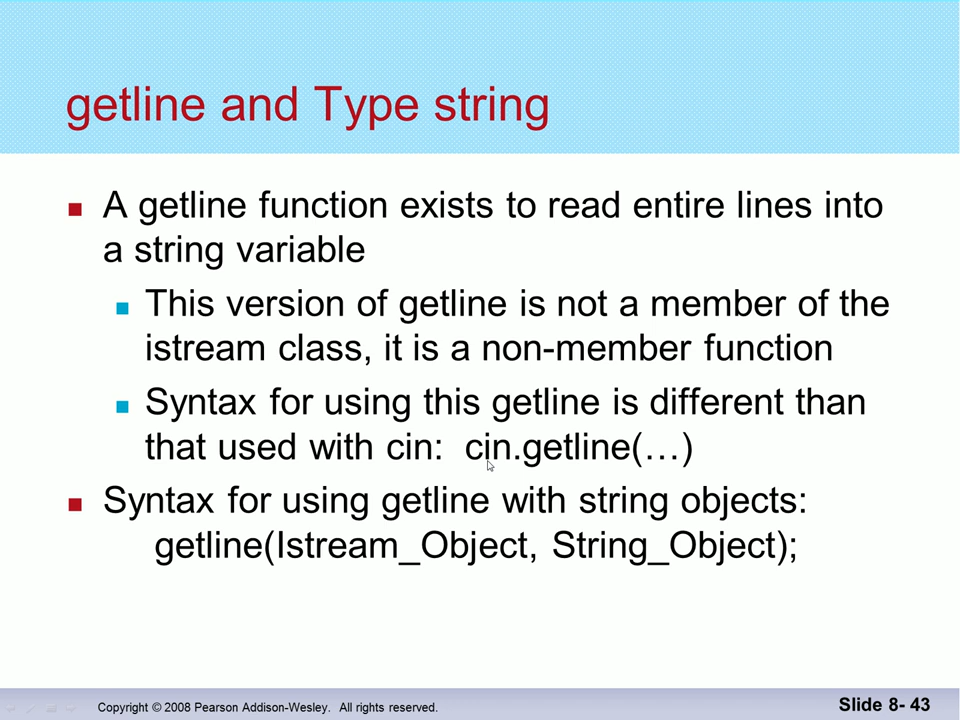 getline and Type string
A getline function exists to read entire lines into
a string variable
This version of getline is not a member of the
istream class, it is a non-member function
Syntax for using this getline is different than
that used with cin:  cin.getline(…)
Syntax for using getline with string objects:
getline(Istream_Object, String_Object);
Copyright © 2008 Pearson Addison-Wesley.  All rights reserved.
Slide 8- 43